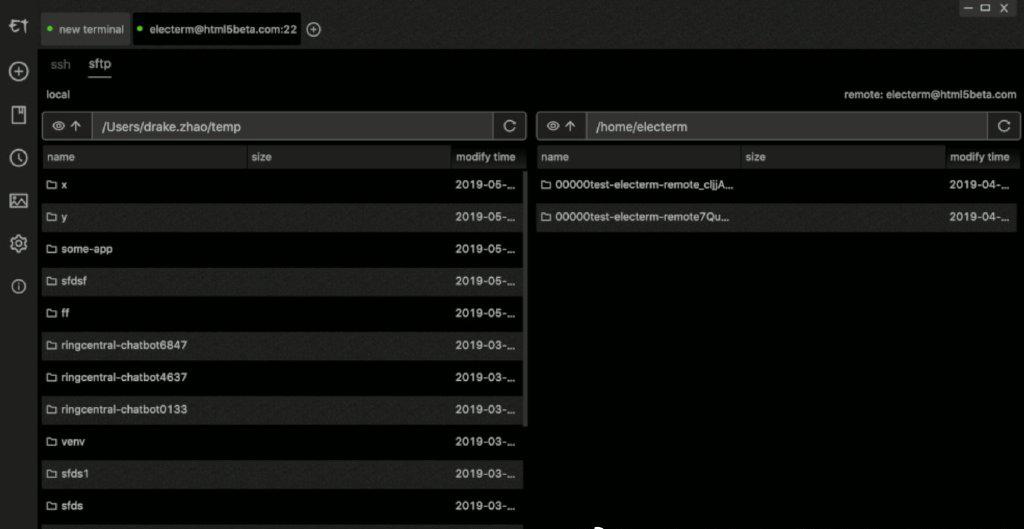 new terminal electerm@html5beta.com:22
ssh sftp
local remote: electerm@html5beta.com
/Users/drake.zhao/temp /home/electerm
name size modify time name size modify time
x 2019-05-... 00000test-electerm-remote_cljjA... 2019-04-...
y 2019-05-... 00000test-electerm-remote7Qu... 2019-04-...
some-app 2019-05-...
sfdsf 2019-05-...
ff 2019-05-...
ringcentral-chatbot6847 2019-03-...
ringcentral-chatbot4637 2019-03-...
ringcentral-chatbot0133 2019-03-...
venv 2019-03-...
sfds1 2019-03-...
sfds 2019-03-...